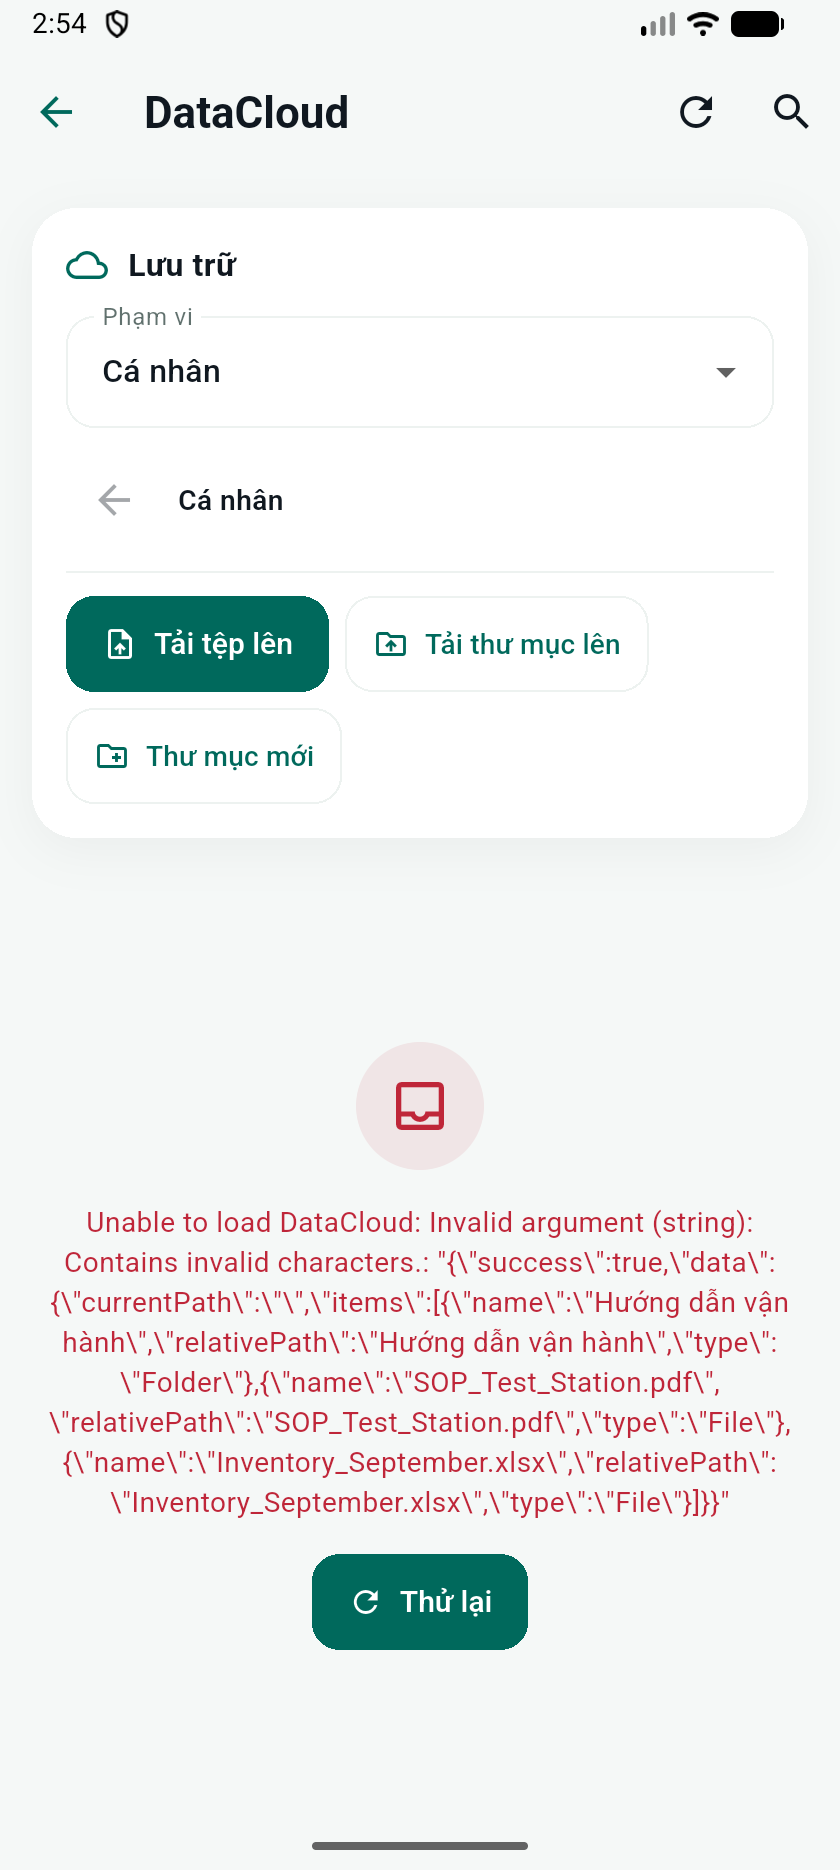 2:54
DataCloud
Lưu trữ
Phạm vi
Cá nhân
Cá nhân
Tải tệp lên
Tải thư mục lên
Thư mục mới
Unable to load DataCloud: Invalid argument (string):
Contains invalid characters.: "{\"success\":true,\"data\":
{\"currentPath\":\"\",\"items\":[{\"name\":\"Hướng dẫn vận
hành\",\"relativePath\":\"Hướng dẫn vận hành\",\"type\":
\"Folder\"},{\"name\":\"SOP_Test_Station.pdf\",
\"relativePath\":\"SOP_Test_Station.pdf\",\"type\":\"File\"},
{\"name\":\"Inventory_September.xlsx\",\"relativePath\":
\"Inventory_September.xlsx\",\"type\":\"File\"}]}}"
Thử lại